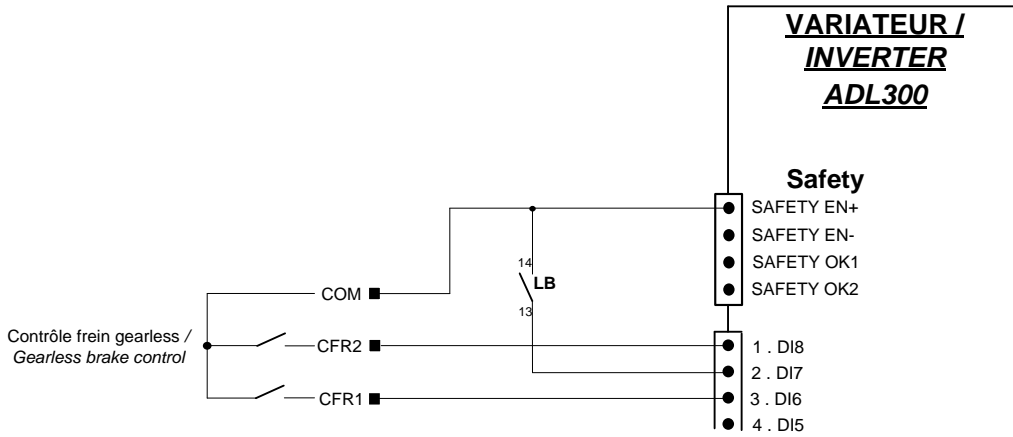 VARIATEUR /
INVERTER
ADL300
Safety
SAFETY EN+
SAFETY EN-
SAFETY OK1
SAFETY OK2
14
LB
13
COM
Contrôle frein gearless /
Gearless brake control
CFR2
CFR1
1 . DI8
2 . DI7
3 . DI6
4 . DI5